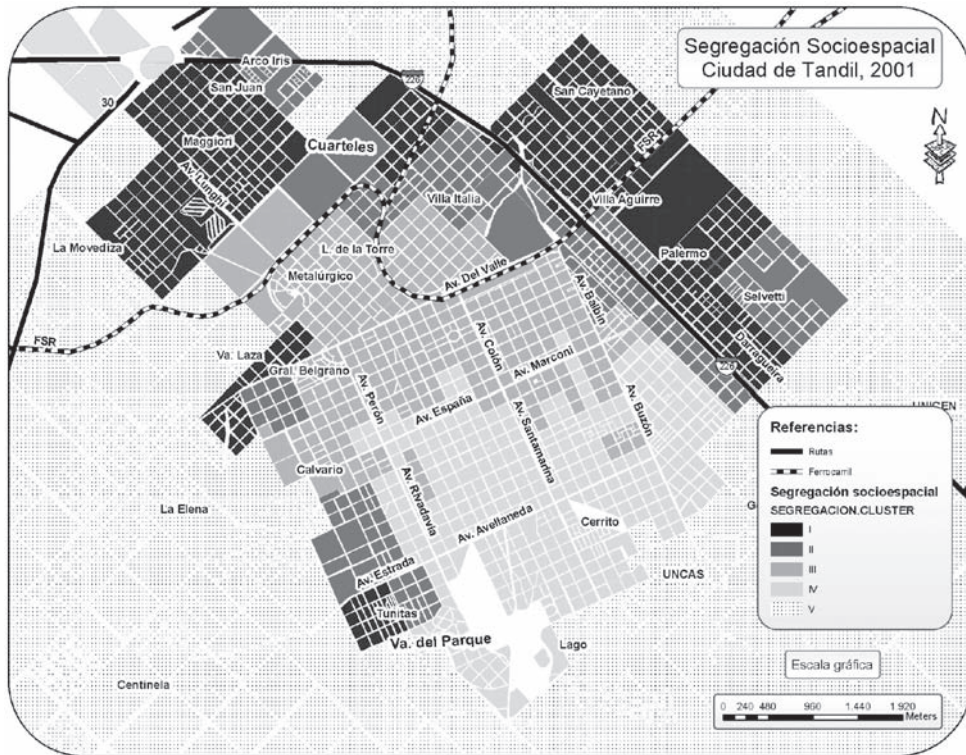 Segregación Socioespacial
Ciudad de Tandil, 2001
N
Arco Iris
226
San Juan
San Cayetano
30
FSR
Maggiori
Cuarteles
Av. Lunghi
Villa Italia
Villa Aguirre
La Movediza
L. de la Torre
Palermo
Metalúrgico
Av. Del Valle
Selvetti
Av. Balbín
FSR
Va. Laza
Av. Colón
Darragueira
Gral. Belgrano
Av. Marconi
226
Av. Perón
Av. España
Av. Buzón
UNICEN
Av. Santamarina
Referencias:
Rutas
Ferrocarril
Calvario
Av. Rivadavia
Segregación socioespacial
SEGREGACION.CLUSTER
La Elena
Cerrito
I
Av. Avellaneda
II
Av. Estrada
UNCAS
III
IV
Tunitas
V
Va. del Parque
Lago
Escala gráfica
Centinela
0 240 480 960 1.440 1.920
Meters